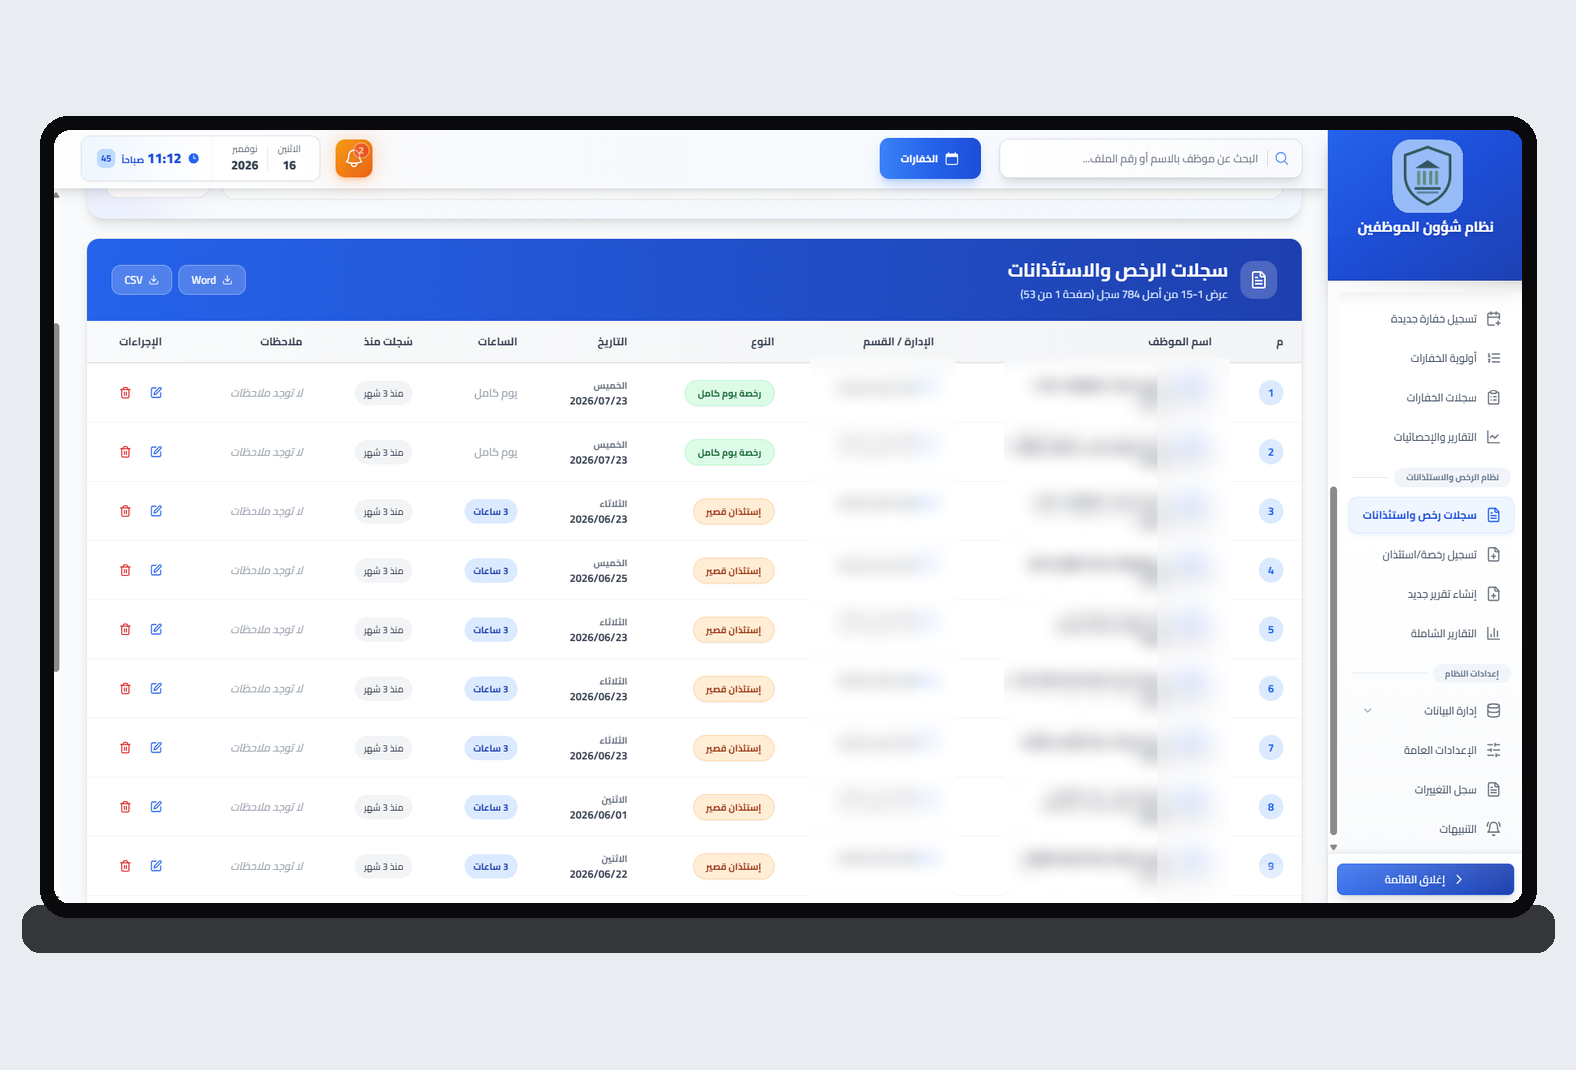 نظام شؤون الموظفين
البحث عن موظف بالاسم أو رقم الملف...
الخفارات
2
الاثنين
16
نوفمبر
2026
11:12 صباحاً
45
تسجيل خفارة جديدة
أولوية الخفارات
سجلات الخفارات
التقارير والإحصائيات
نظام الرخص والاستئذانات
سجلات رخص واستئذانات
تسجيل رخصة/استئذان
إنشاء تقرير جديد
التقارير الشاملة
إعدادات النظام
إدارة البيانات
الإعدادات العامة
سجل التغييرات
التنبيهات
إغلاق القائمة
سجلات الرخص والاستئذانات
عرض 1-15 من أصل 784 سجل (صفحة 1 من 53)
Word
CSV
م اسم الموظف الإدارة / القسم النوع التاريخ الساعات سُجلت منذ ملاحظات الإجراءات
1 رخصة يوم كامل الخميس 2026/07/23 يوم كامل منذ 3 شهر لا توجد ملاحظات
2 رخصة يوم كامل الخميس 2026/07/23 يوم كامل منذ 3 شهر لا توجد ملاحظات
3 إستئذان قصير الثلاثاء 2026/06/23 3 ساعات منذ 3 شهر لا توجد ملاحظات
4 إستئذان قصير الخميس 2026/06/25 3 ساعات منذ 3 شهر لا توجد ملاحظات
5 إستئذان قصير الثلاثاء 2026/06/23 3 ساعات منذ 3 شهر لا توجد ملاحظات
6 إستئذان قصير الثلاثاء 2026/06/23 3 ساعات منذ 3 شهر لا توجد ملاحظات
7 إستئذان قصير الثلاثاء 2026/06/23 3 ساعات منذ 3 شهر لا توجد ملاحظات
8 إستئذان قصير الاثنين 2026/06/01 3 ساعات منذ 3 شهر لا توجد ملاحظات
9 إستئذان قصير الاثنين 2026/06/22 3 ساعات منذ 3 شهر لا توجد ملاحظات